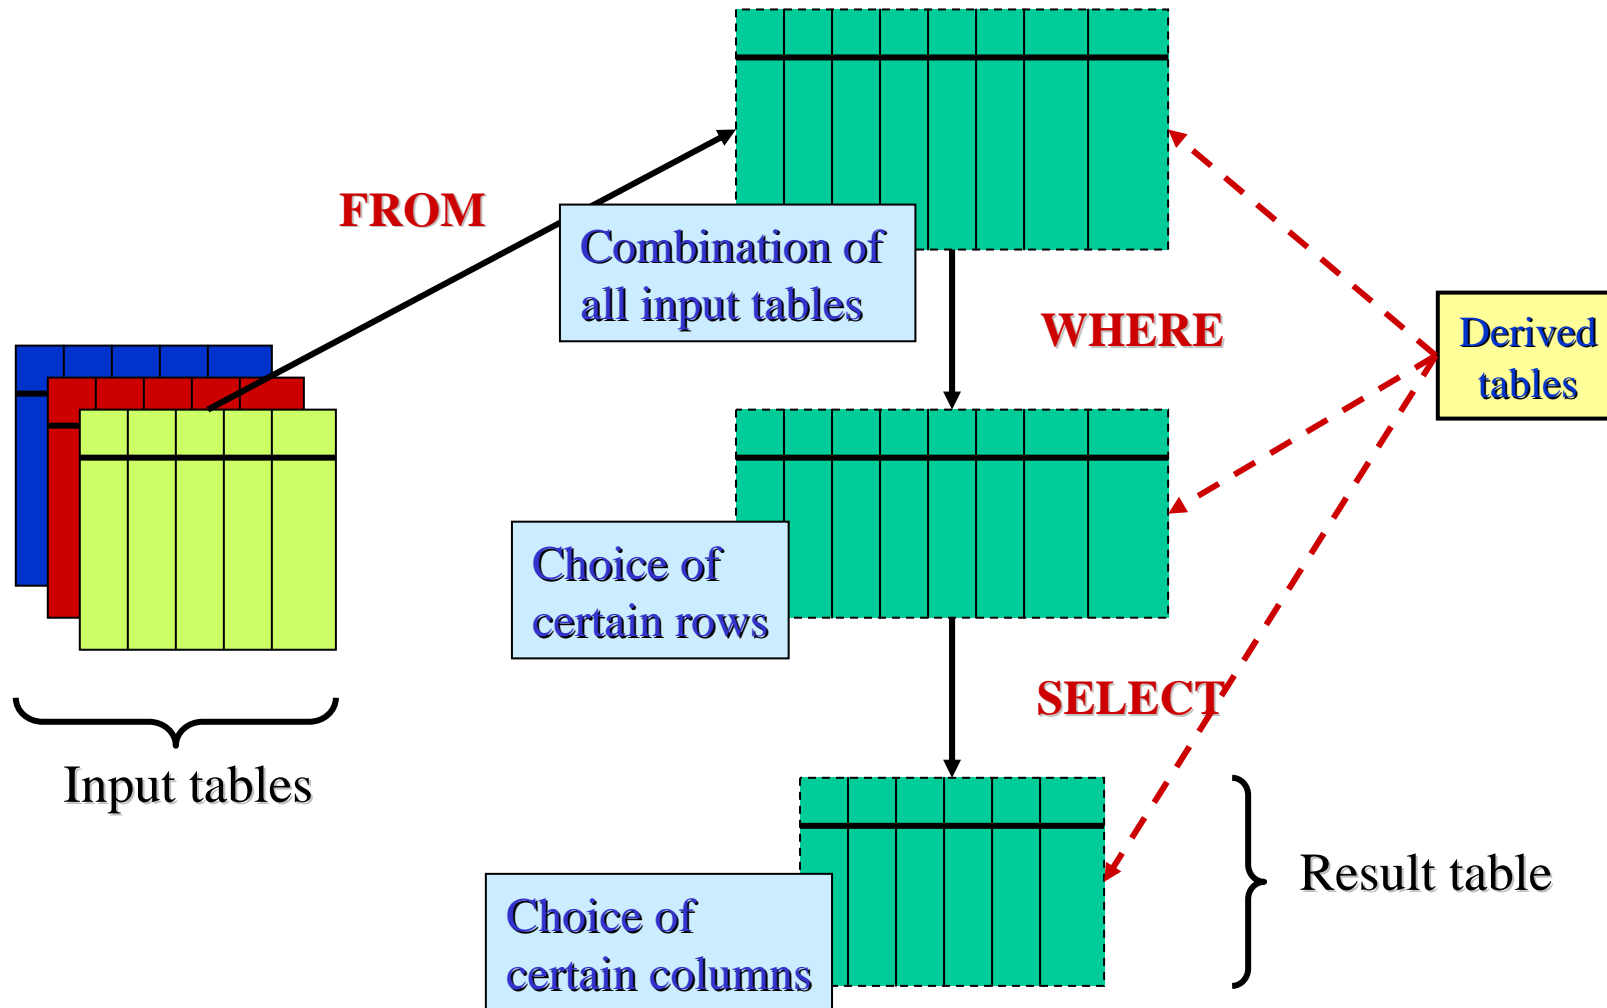 FROM
Combination of
all input tables
WHERE
Derived
tables
Choice of
certain rows
SELECT
Input tables
Result table
Choice of
certain columns